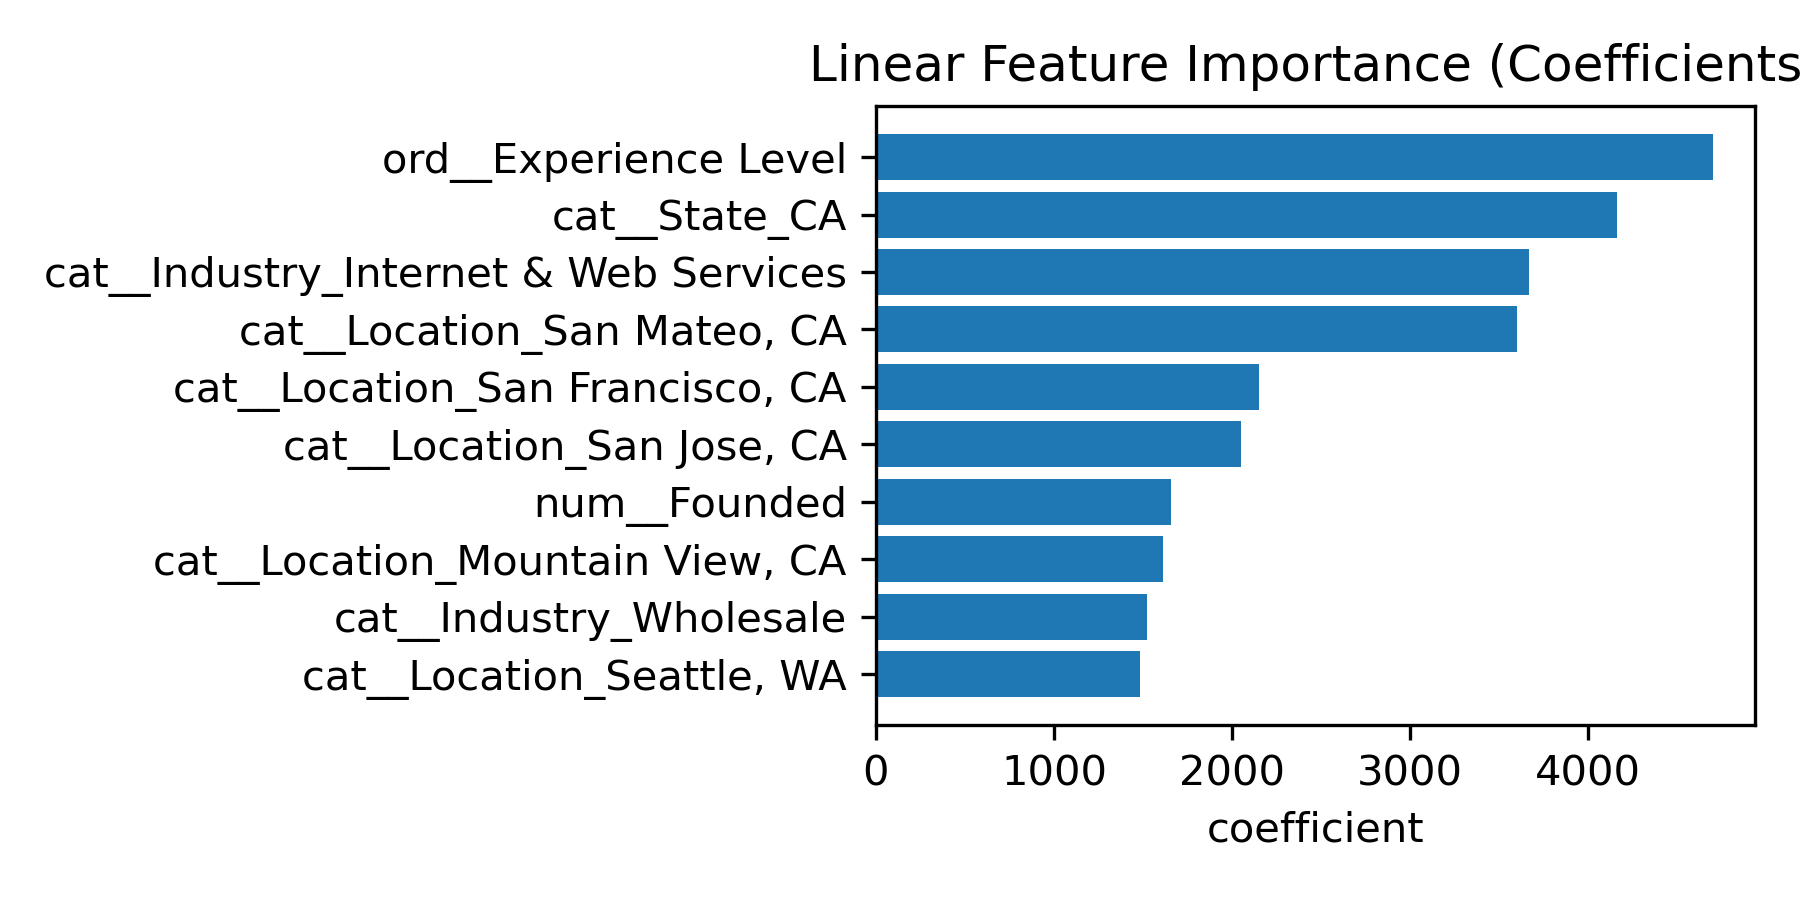 Linear Feature Importance (Coefficients
ord__Experience Level
cat__State_CA
cat__Industry_Internet & Web Services
cat__Location_San Mateo, CA
cat__Location_San Francisco, CA
cat__Location_San Jose, CA
num__Founded
cat__Location_Mountain View, CA
cat__Industry_Wholesale
cat__Location_Seattle, WA
0 1000 2000 3000 4000
coefficient